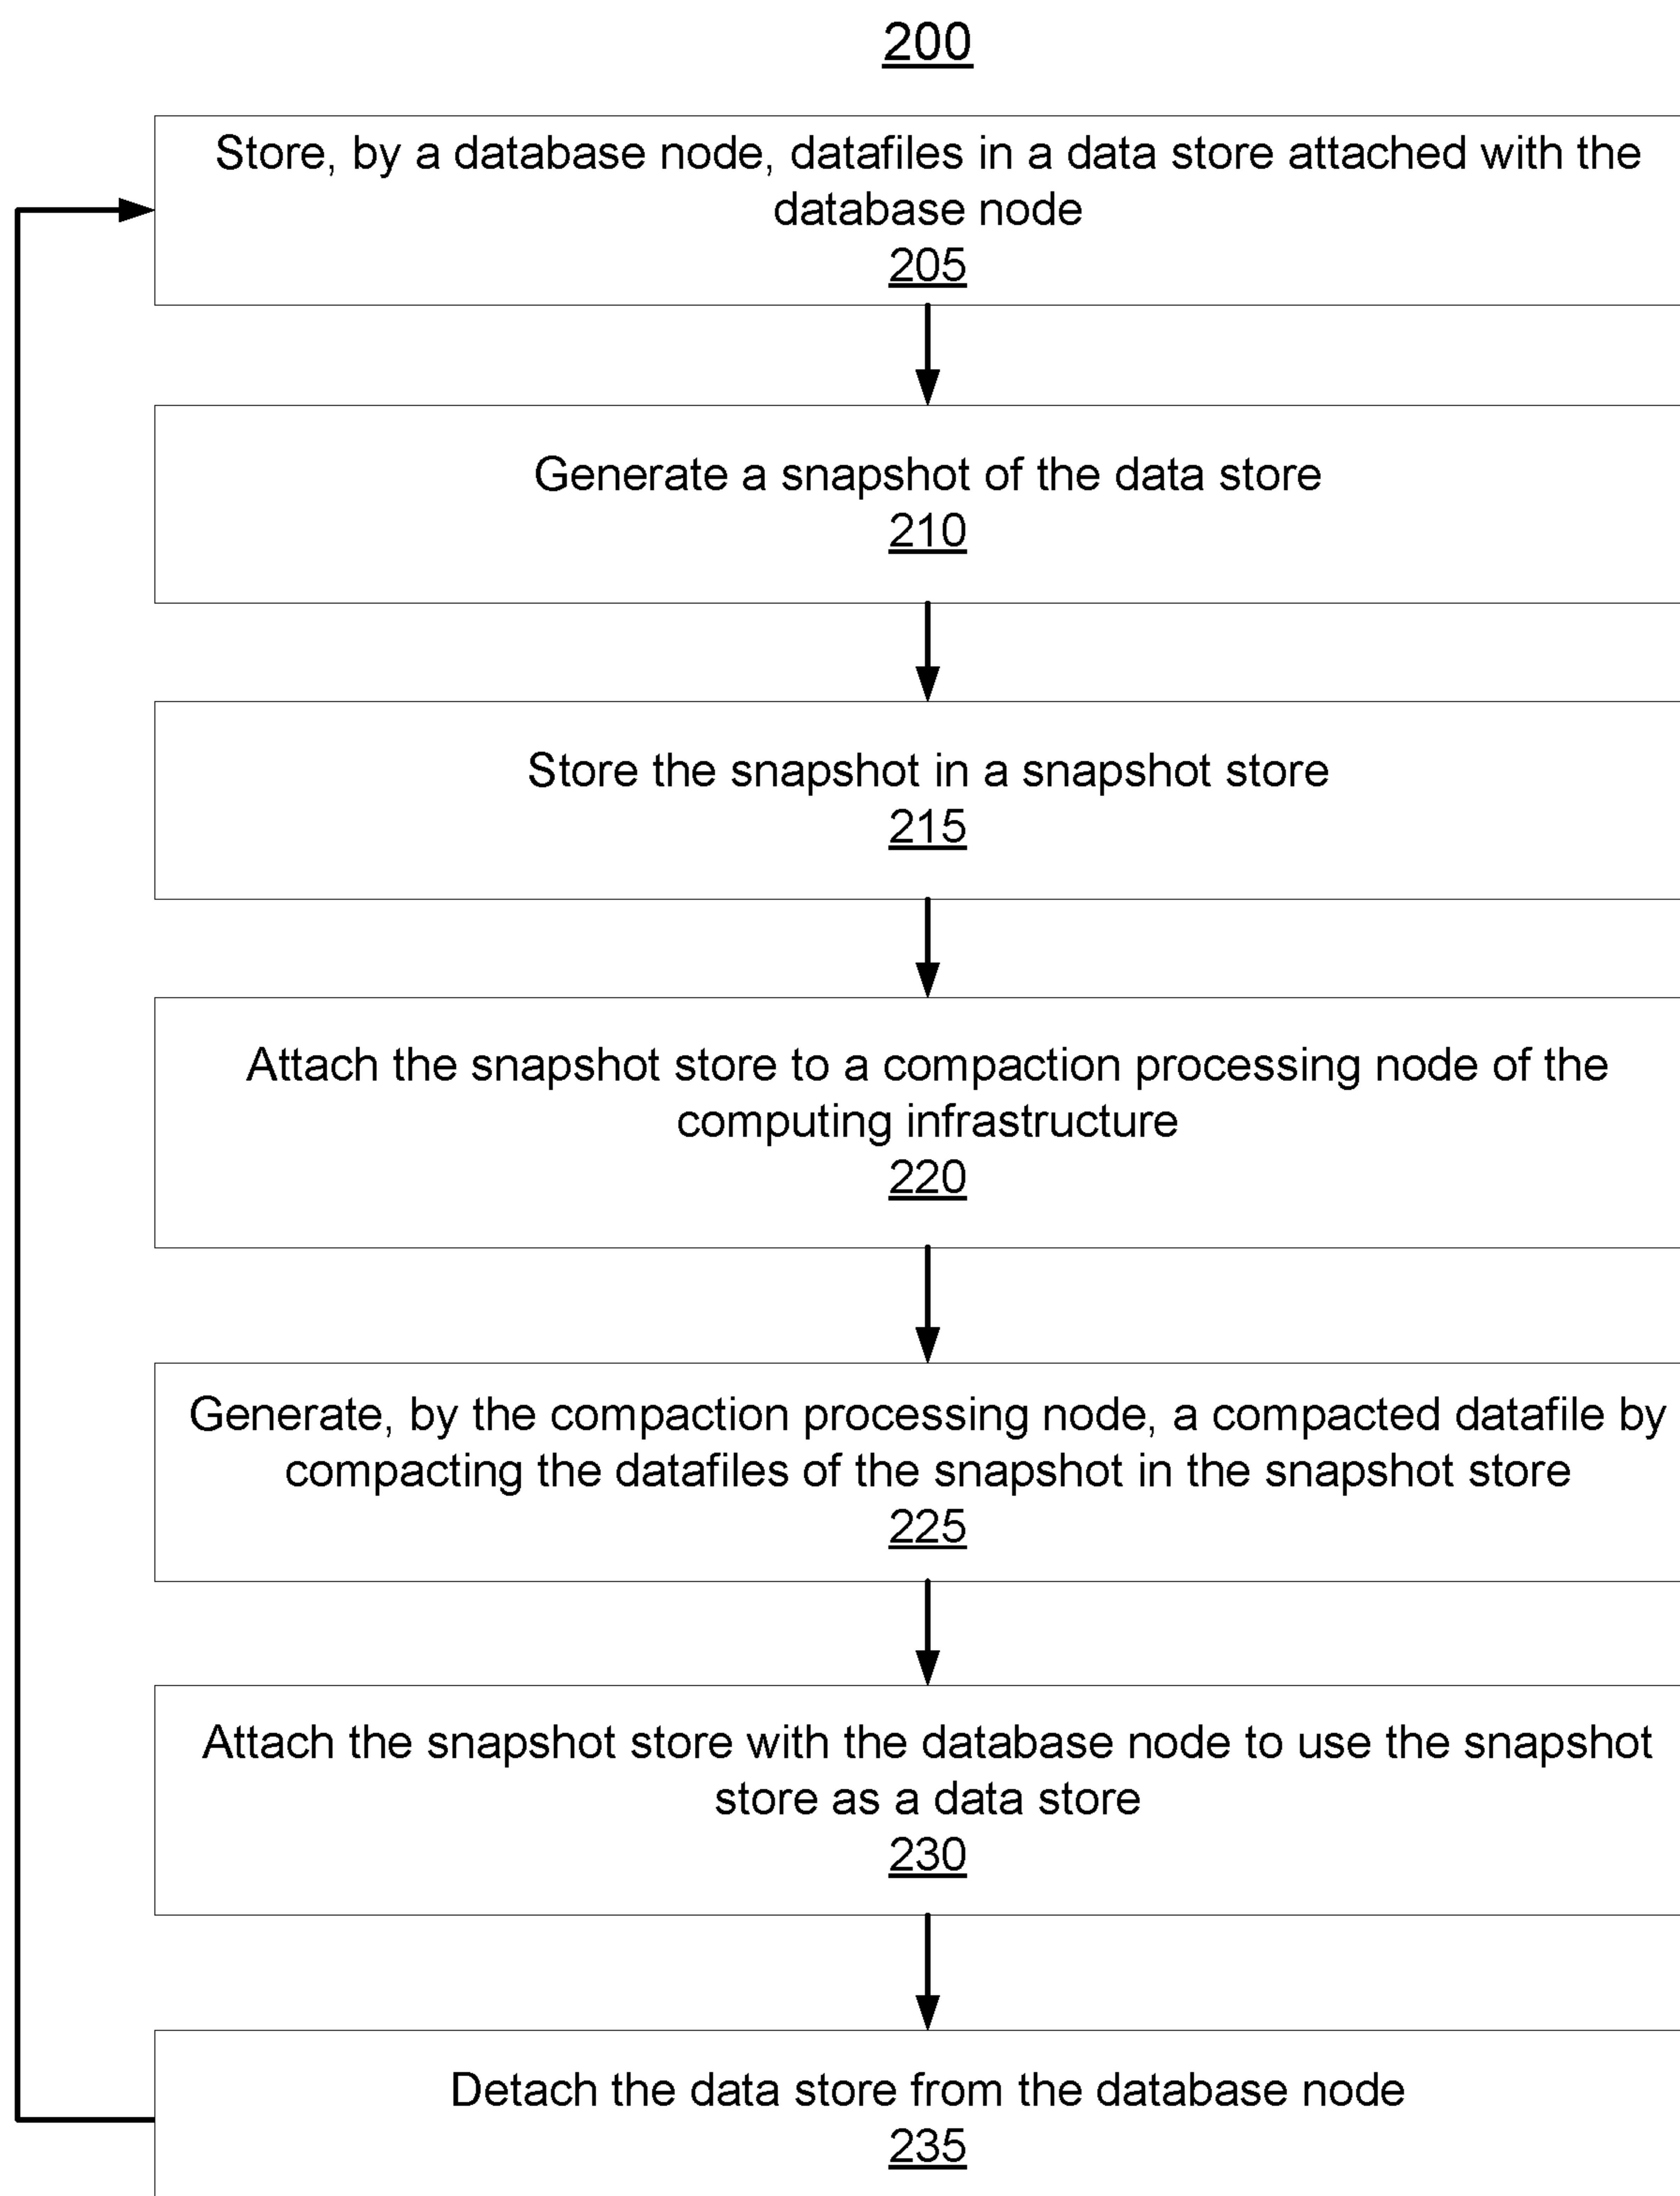 200
Store, by a database node, datafiles in a data store attached with the
database node
205
Generate a snapshot of the data store
210
Store the snapshot in a snapshot store
215
Attach the snapshot store to a compaction processing node of the
computing infrastructure
220
Generate, by the compaction processing node, a compacted datafile by
compacting the datafiles of the snapshot in the snapshot store
225
Attach the snapshot store with the database node to use the snapshot
store as a data store
230
Detach the data store from the database node
235